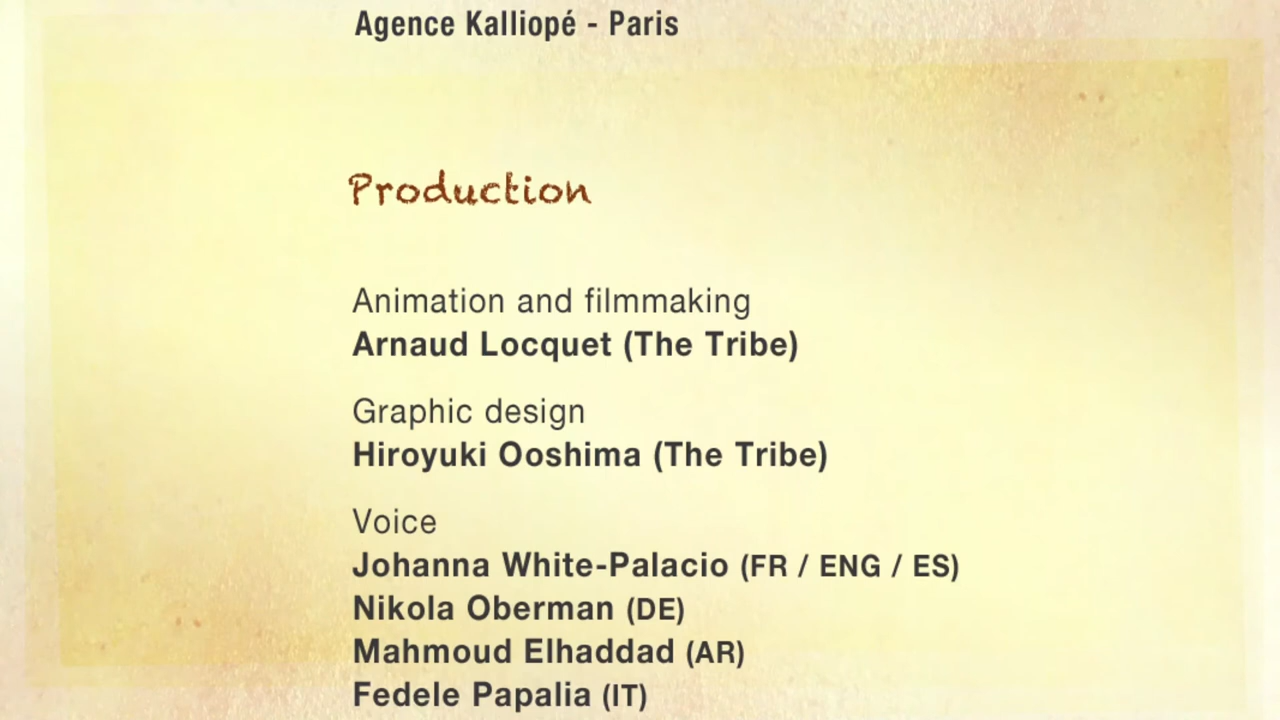 Agence Kalliopé - Paris
Production
Animation and filmmaking
Arnaud Locquet (The Tribe)
Graphic design
Hiroyuki Ooshima (The Tribe)
Voice
Johanna White-Palacio (FR / ENG / ES)
Nikola Oberman (DE)
Mahmoud Elhaddad (AR)
Fedele Papalia (IT)